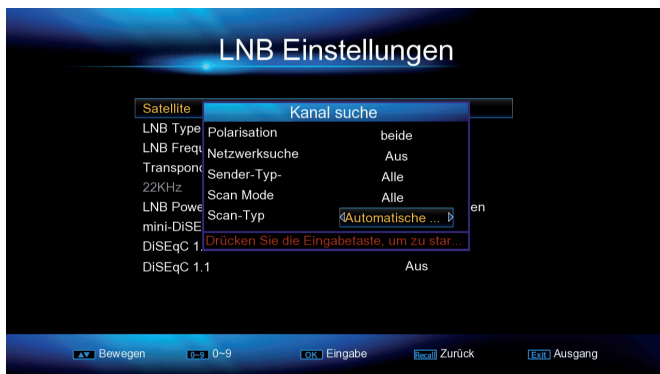 LNB Einstellungen
Satellite
Kanal suche
LNB Type
Polarisation beide
LNB Frequ
Netzwerksuche Aus
Transpond
Sender-Typ- Alle
22KHz
Scan Mode Alle
LNB Powe en
Scan-Typ Automatische ...
mini-DiSE
DiSEqC 1.
Drücken Sie die Eingabetaste, um zu star...
DiSEqC 1.1 Aus
Bewegen 0~9 0~9 OK Eingabe Recall Zurück Exit Ausgang